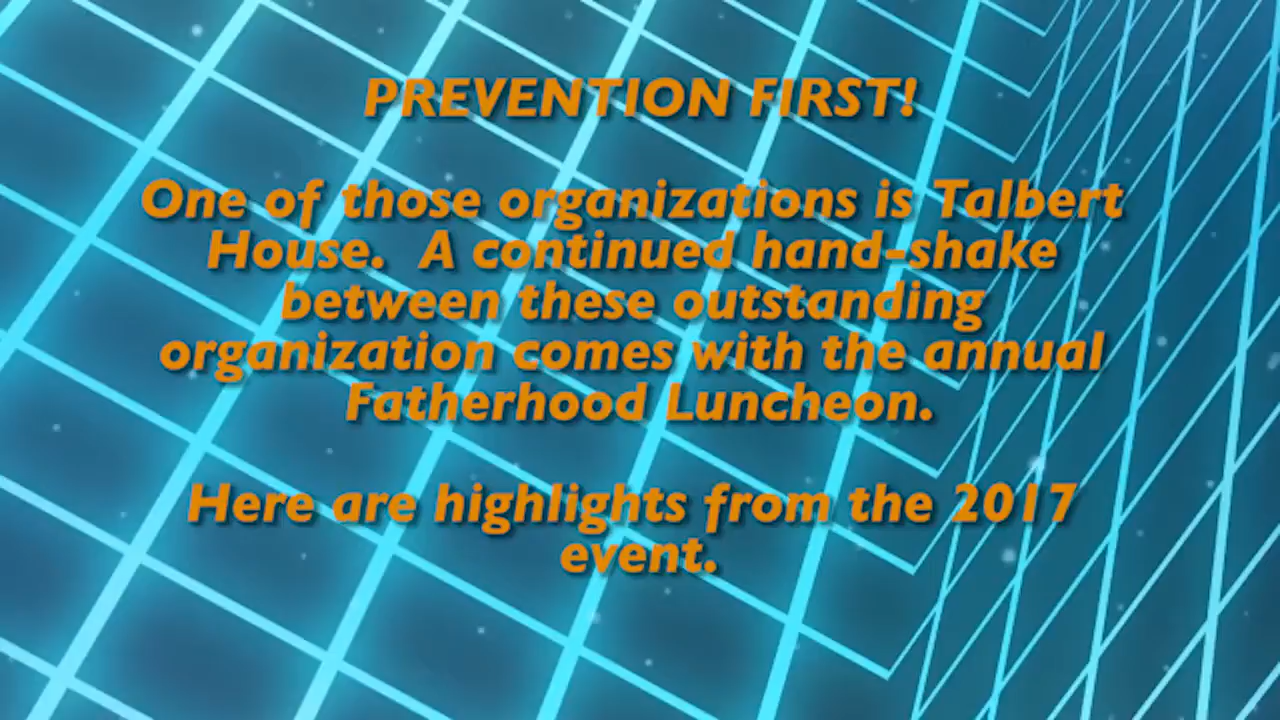 PREVENTION FIRST!
One of those organizations is Talbert
House.  A continued hand-shake
between these outstanding
organization comes with the annual
Fatherhood Luncheon.
Here are highlights from the 2017
event.